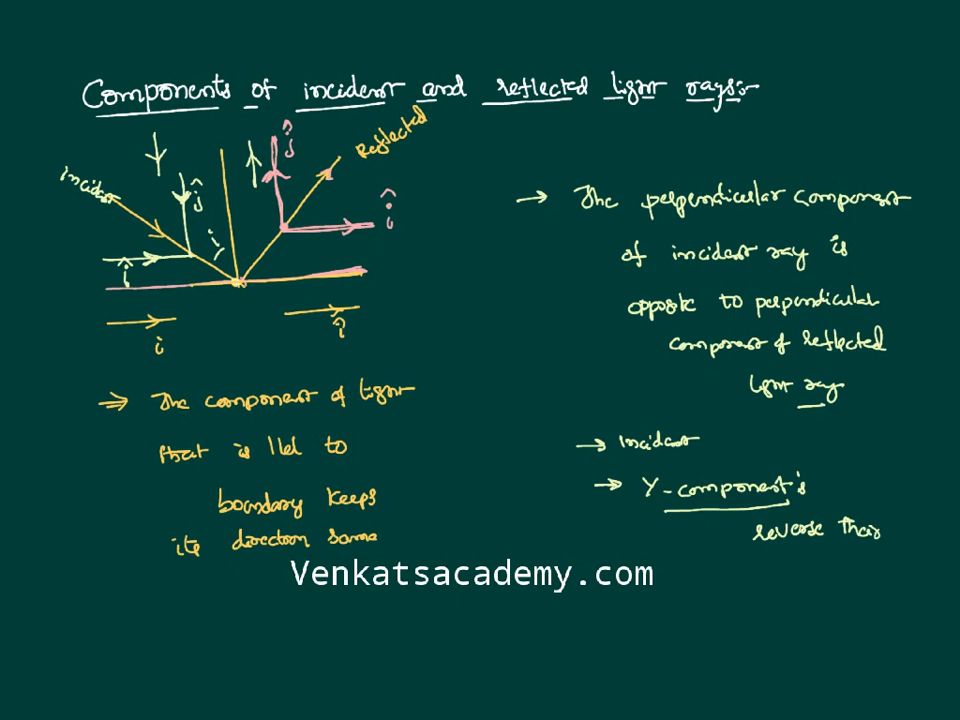 Components of incident and reflected light rays:-
incident
ĵ
i
î
ĵ
Reflected
î
i
î
⇒ The component of light
that is llel to
boundary keeps
its direction same
→ The perpendicular component
of incident ray is
opposite to perpendicular
component of reflected
light ray
→ incident
→ Y-component's
reverse their
Venkatsacademy.com